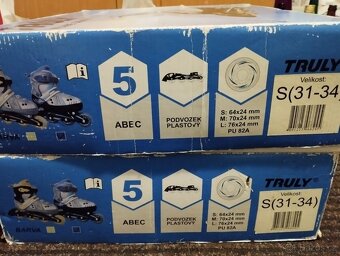 5
ABEC
PODVOZEK
PLASTOVÝ
S: 64x24 mm
M: 70x24 mm
L: 76x24 mm
PU 82A
TRULY
Velikost:
S(31-34)
BARVA
5
ABEC
PODVOZEK
PLASTOVÝ
S: 64x24 mm
M: 70x24 mm
L: 76x24 mm
PU 82A
TRULY
Velikost:
S(31-34)